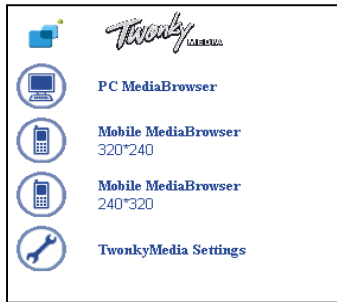 Twonky
MEDIA
PC MediaBrowser
Mobile MediaBrowser
320*240
Mobile MediaBrowser
240*320
TwonkyMedia Settings